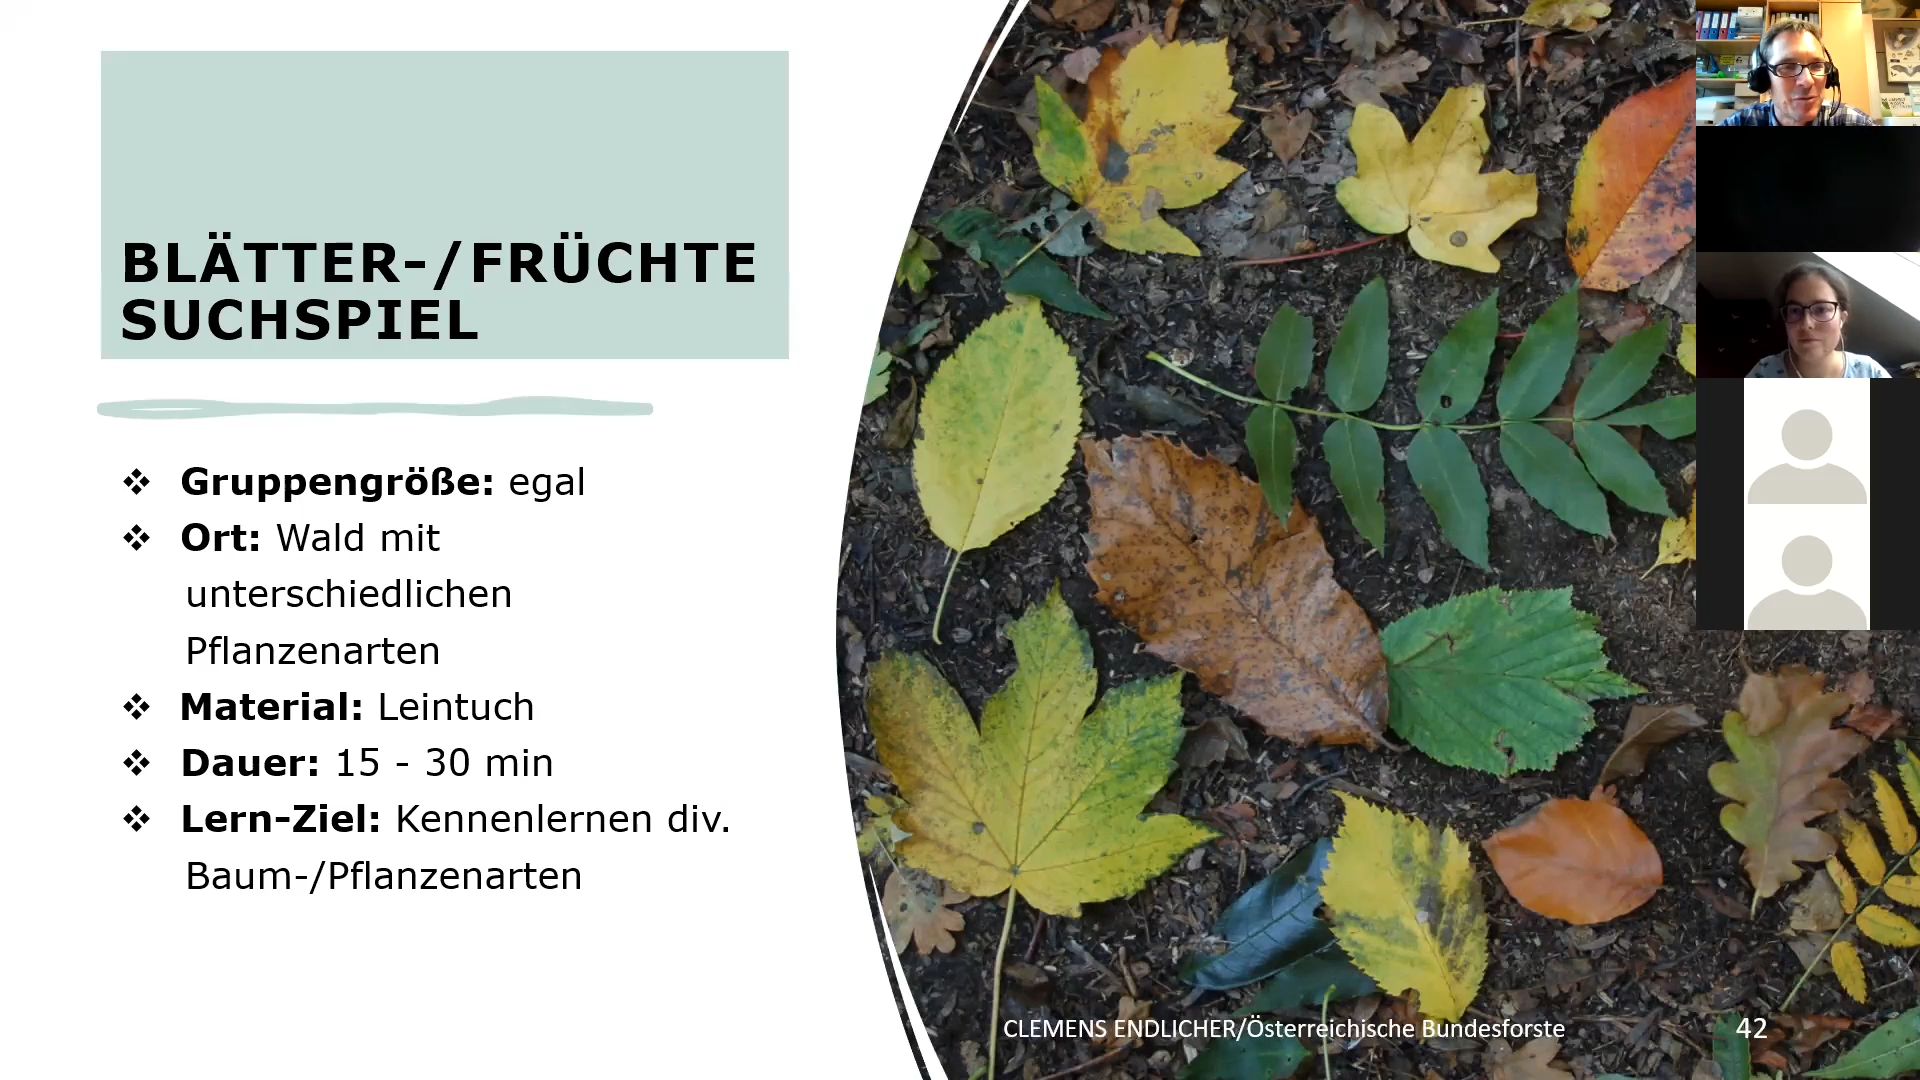 BLÄTTER-/FRÜCHTE
SUCHSPIEL
❖ Gruppengröße: egal
❖ Ort: Wald mit
unterschiedlichen
Pflanzenarten
❖ Material: Leintuch
❖ Dauer: 15 - 30 min
❖ Lern-Ziel: Kennenlernen div.
Baum-/Pflanzenarten
CLEMENS ENDLICHER/Österreichische Bundesforste
42